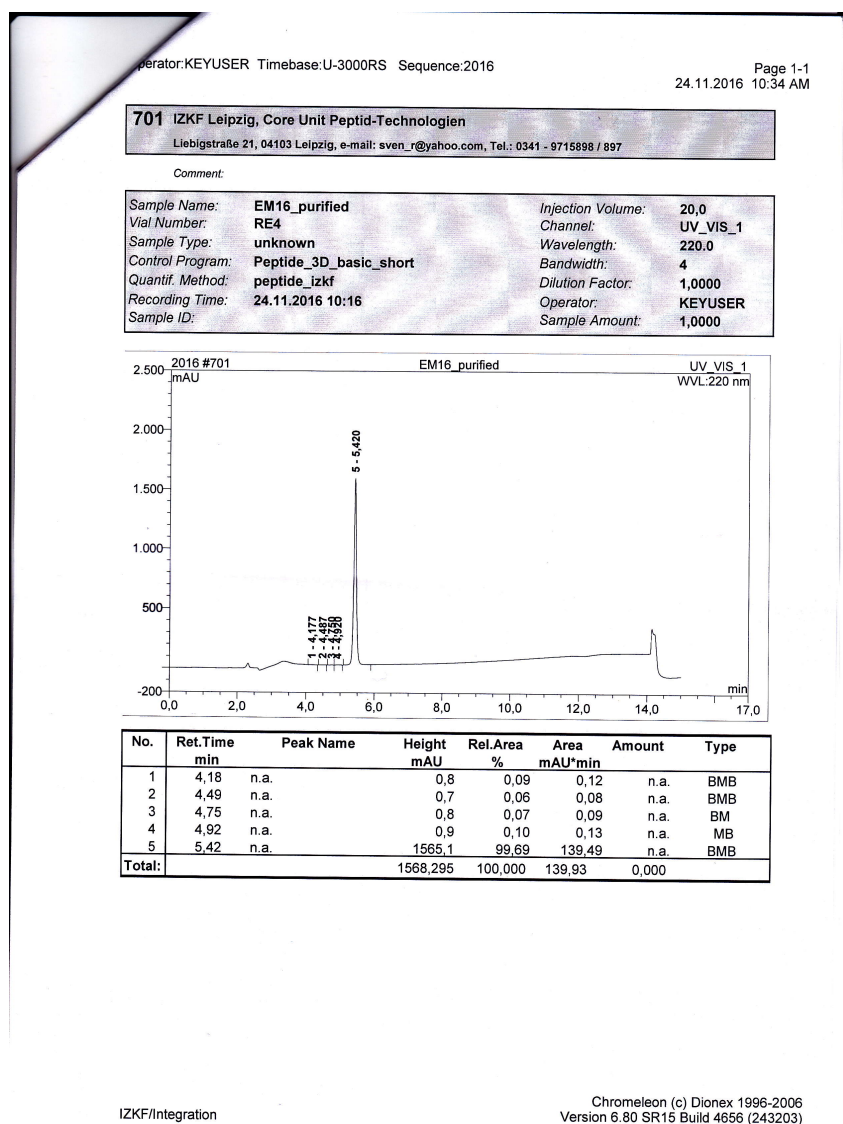 perator:KEYUSER Timebase:U-3000RS Sequence:2016
Page 1-1
24.11.2016 10:34 AM
701 IZKF Leipzig, Core Unit Peptid-Technologien
Liebigstraße 21, 04103 Leipzig, e-mail: sven_r@yahoo.com, Tel.: 0341 - 9715898 / 897
Comment:
Sample Name: EM16_purified Injection Volume: 20,0
Vial Number: RE4 Channel: UV_VIS_1
Sample Type: unknown Wavelength: 220.0
Control Program: Peptide_3D_basic_short Bandwidth: 4
Quantif. Method: peptide_izkf Dilution Factor: 1,0000
Recording Time: 24.11.2016 10:16 Operator: KEYUSER
Sample ID: Sample Amount: 1,0000
2016 #701 EM16_purified UV_VIS_1
mAU WVL:220 nm
2.500
2.000
1.500
1.000
500
-200
1 - 4,177
2 - 4,487
3 - 4,750
4 - 4,920
5 - 5,420
min
0,0 2,0 4,0 6,0 8,0 10,0 12,0 14,0 17,0
No. Ret.Time Peak Name Height Rel.Area Area Amount Type
min mAU % mAU*min
1 4,18 n.a. 0,8 0,09 0,12 n.a. BMB
2 4,49 n.a. 0,7 0,06 0,08 n.a. BMB
3 4,75 n.a. 0,8 0,07 0,09 n.a. BM
4 4,92 n.a. 0,9 0,10 0,13 n.a. MB
5 5,42 n.a. 1565,1 99,69 139,49 n.a. BMB
Total: 1568,295 100,000 139,93 0,000
IZKF/Integration
Chromeleon (c) Dionex 1996-2006
Version 6.80 SR15 Build 4656 (243203)